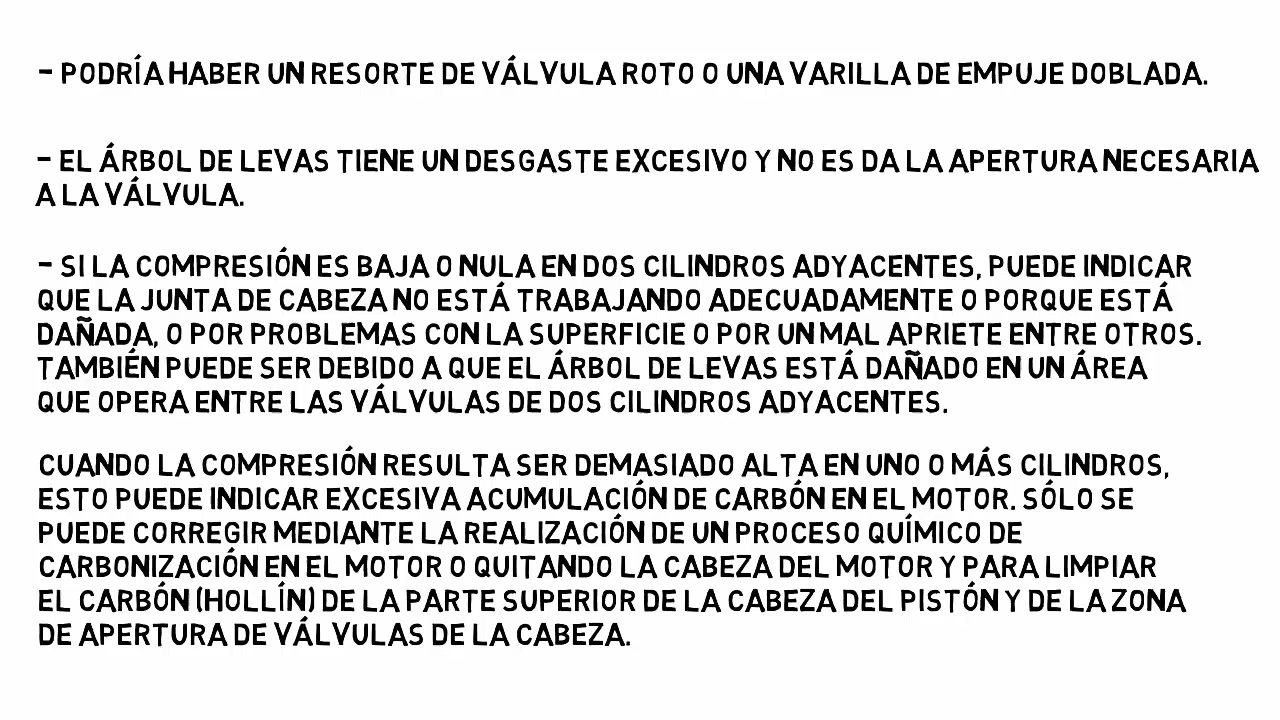 - PODRÍA HABER UN RESORTE DE VÁLVULA ROTO O UNA VARILLA DE EMPUJE DOBLADA.
- EL ÁRBOL DE LEVAS TIENE UN DESGASTE EXCESIVO Y NO ES DA LA APERTURA NECESARIA
A LA VÁLVULA.
- SI LA COMPRESIÓN ES BAJA O NULA EN DOS CILINDROS ADYACENTES, PUEDE INDICAR
QUE LA JUNTA DE CABEZA NO ESTÁ TRABAJANDO ADECUADAMENTE O PORQUE ESTÁ
DAÑADA, O POR PROBLEMAS CON LA SUPERFICIE O POR UN MAL APRIETE ENTRE OTROS.
TAMBIÉN PUEDE SER DEBIDO A QUE EL ÁRBOL DE LEVAS ESTÁ DAÑADO EN UN ÁREA
QUE OPERA ENTRE LAS VÁLVULAS DE DOS CILINDROS ADYACENTES.
CUANDO LA COMPRESIÓN RESULTA SER DEMASIADO ALTA EN UNO O MÁS CILINDROS,
ESTO PUEDE INDICAR EXCESIVA ACUMULACIÓN DE CARBÓN EN EL MOTOR. SÓLO SE
PUEDE CORREGIR MEDIANTE LA REALIZACIÓN DE UN PROCESO QUÍMICO DE
CARBONIZACIÓN EN EL MOTOR O QUITANDO LA CABEZA DEL MOTOR Y PARA LIMPIAR
EL CARBÓN (HOLLÍN) DE LA PARTE SUPERIOR DE LA CABEZA DEL PISTÓN Y DE LA ZONA
DE APERTURA DE VÁLVULAS DE LA CABEZA.